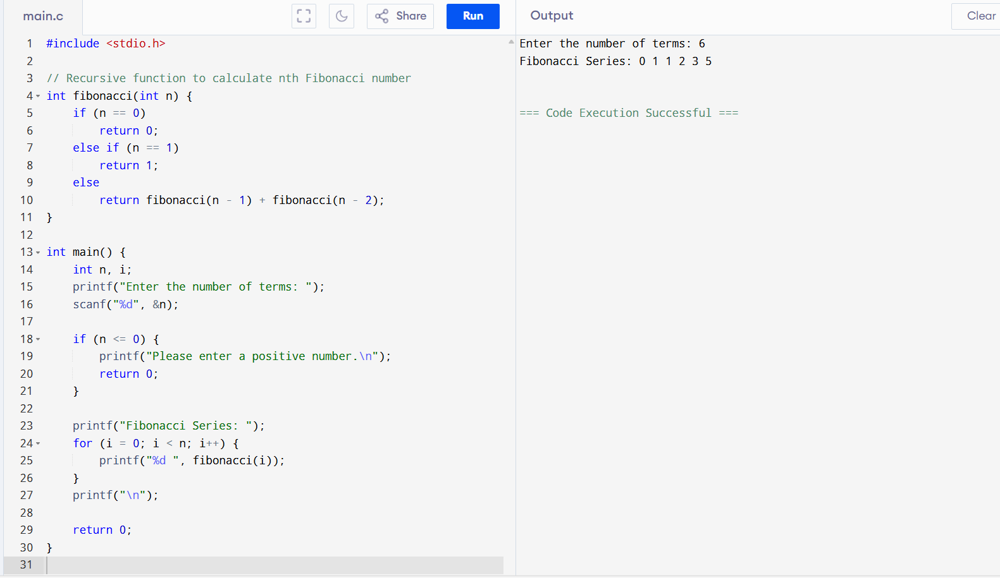 main.c
Share
Run
Output
Clear
1 #include <stdio.h>
2
3 // Recursive function to calculate nth Fibonacci number
4 int fibonacci(int n) {
5     if (n == 0)
6         return 0;
7     else if (n == 1)
8         return 1;
9     else
10         return fibonacci(n - 1) + fibonacci(n - 2);
11 }
12
13 int main() {
14     int n, i;
15     printf("Enter the number of terms: ");
16     scanf("%d", &n);
17
18     if (n <= 0) {
19         printf("Please enter a positive number.\n");
20         return 0;
21     }
22
23     printf("Fibonacci Series: ");
24     for (i = 0; i < n; i++) {
25         printf("%d ", fibonacci(i));
26     }
27     printf("\n");
28
29     return 0;
30 }
31
Enter the number of terms: 6
Fibonacci Series: 0 1 1 2 3 5
=== Code Execution Successful ===